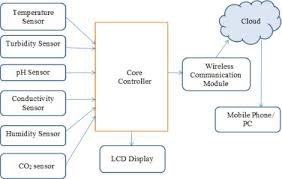 Temperature
Sensor
Turbidity Sensor
pH Sensor
Conductivity
Sensor
Humidity Sensor
CO₂ sensor
Core
Controller
LCD Display
Wireless
Communication
Module
Cloud
Mobile Phone/
PC